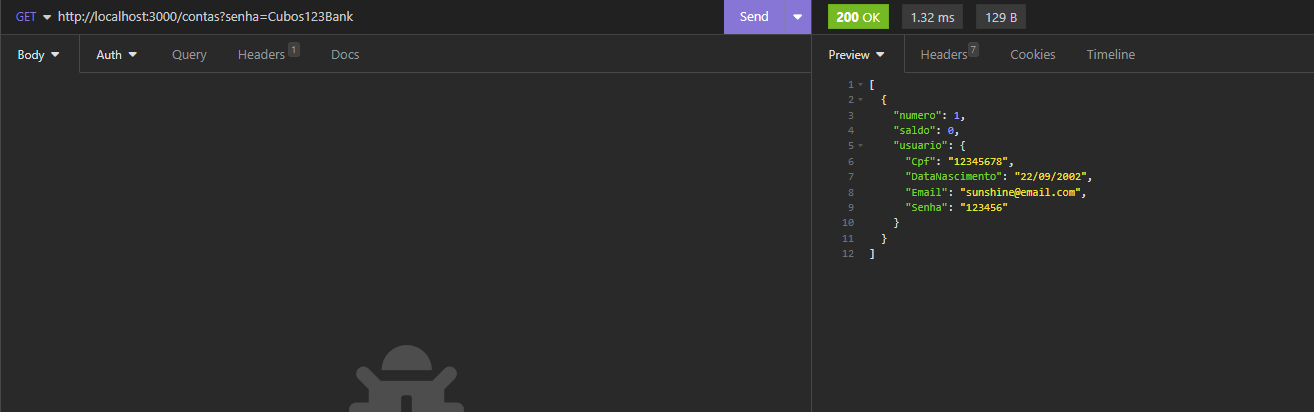 GET http://localhost:3000/contas?senha=Cubos123Bank Send 200 OK 1.32 ms 129 B
Body Auth Query Headers 1 Docs Preview Headers 7 Cookies Timeline
1 [
2 {
3 "numero": 1,
4 "saldo": 0,
5 "usuario": {
6 "Cpf": "12345678",
7 "DataNascimento": "22/09/2002",
8 "Email": "sunshine@email.com",
9 "Senha": "123456"
10 }
11 }
12 ]